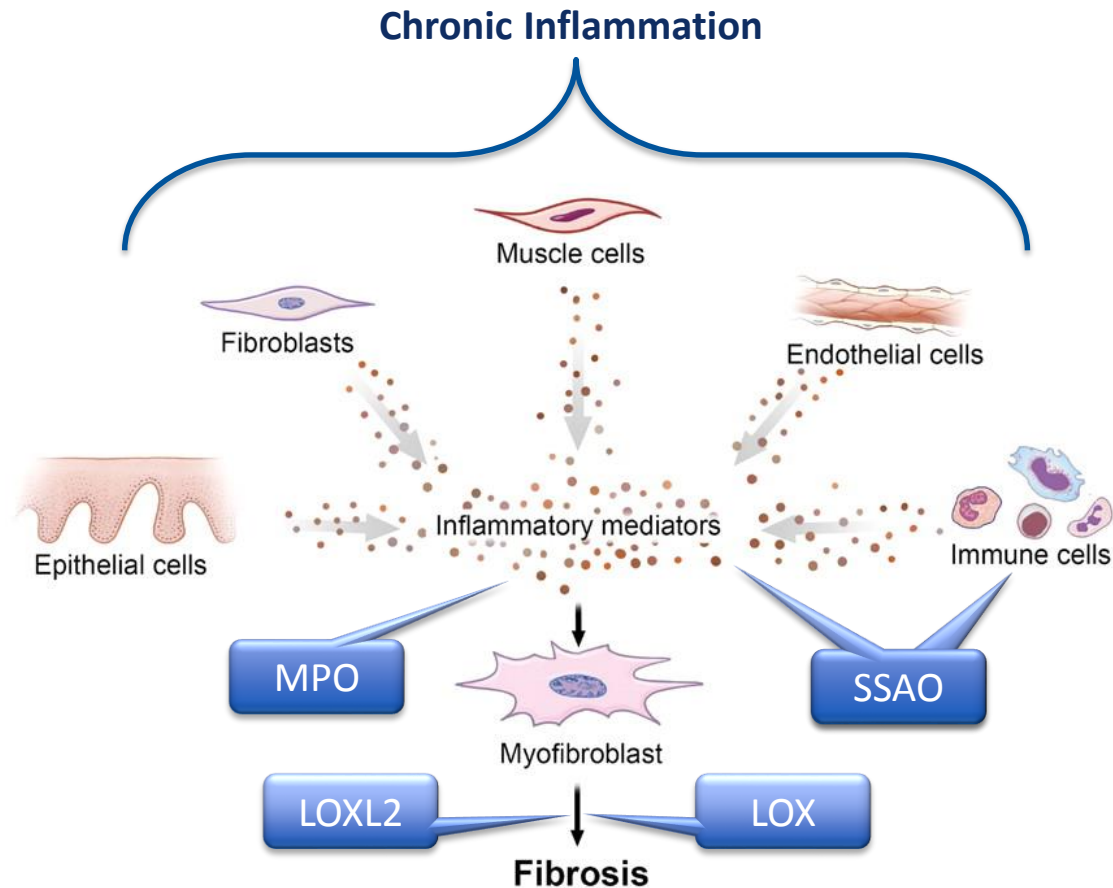 Chronic Inflammation
Muscle cells
Fibroblasts
Endothelial cells
Inflammatory mediators
Epithelial cells
Immune cells
MPO
SSAO
Myofibroblast
LOXL2
LOX
Fibrosis